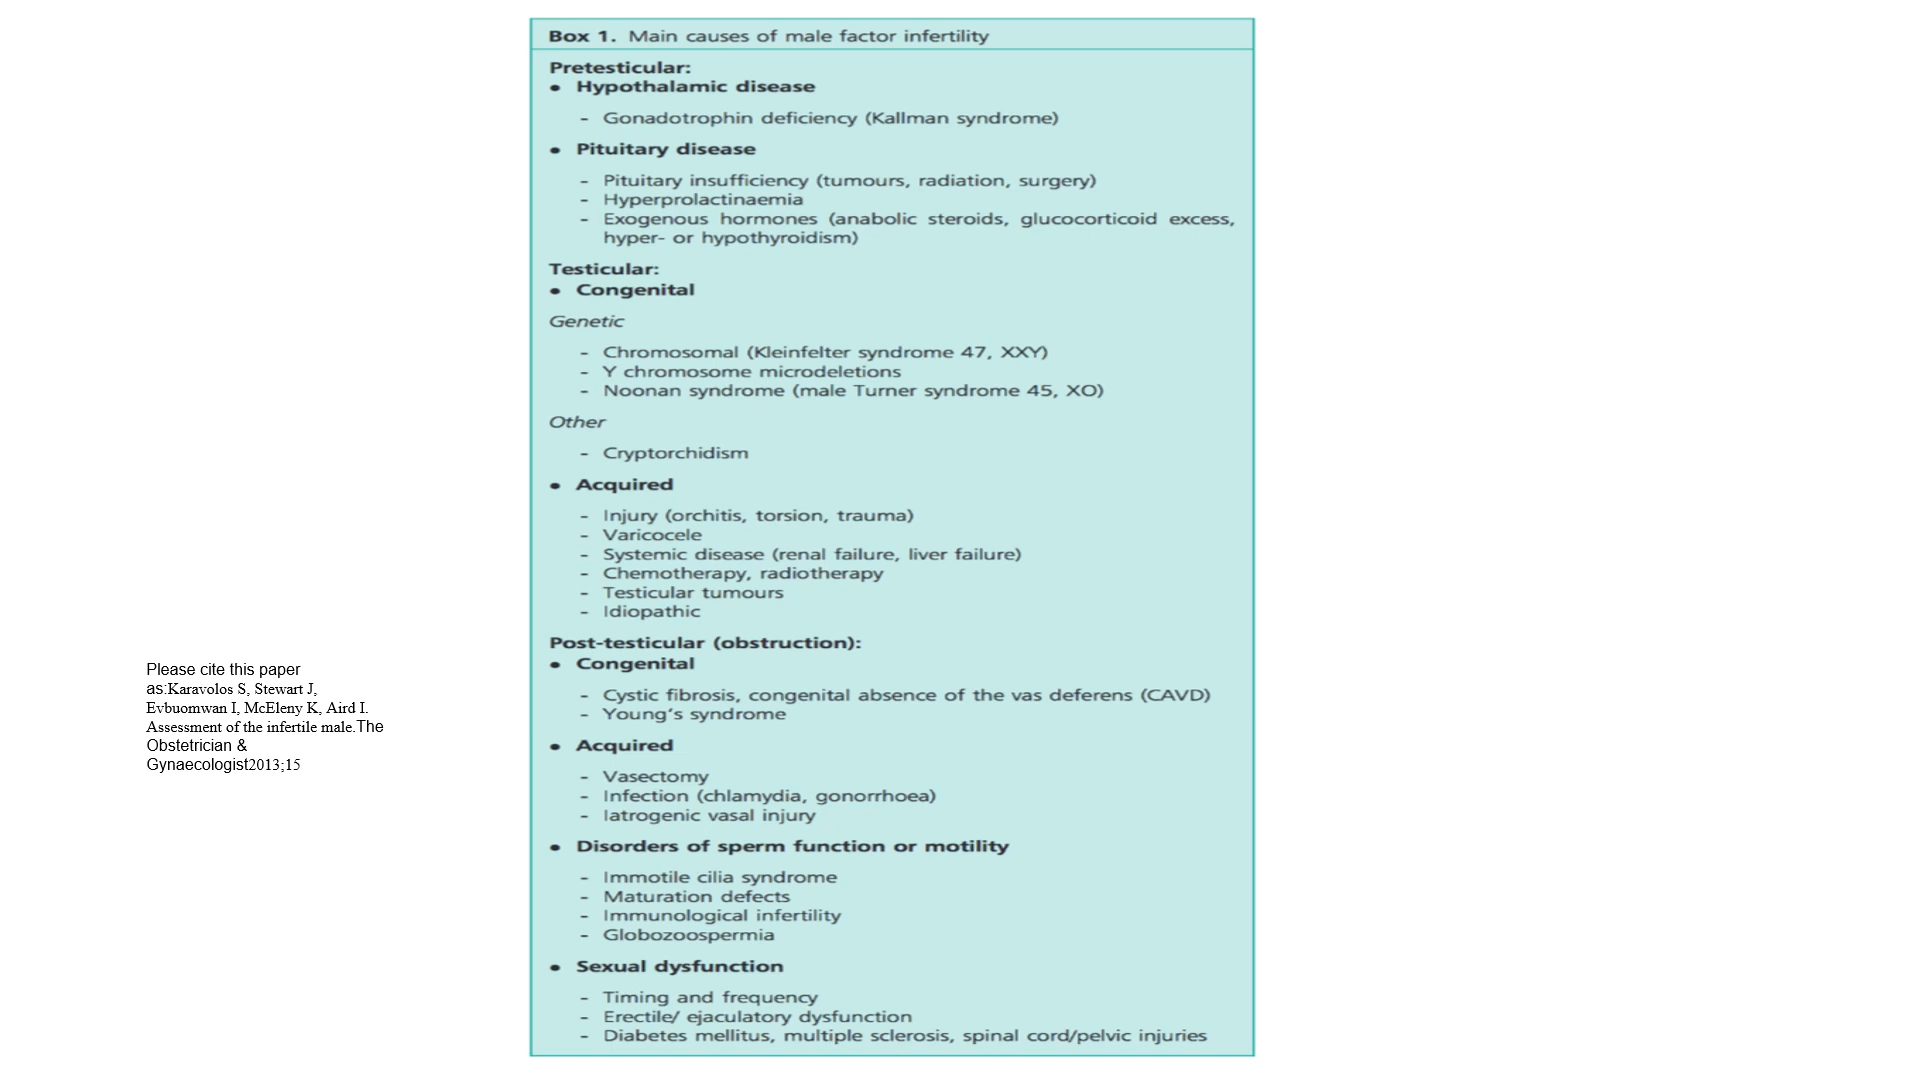 Box 1. Main causes of male factor infertility
Pretesticular:
• Hypothalamic disease
- Gonadotrophin deficiency (Kallman syndrome)
• Pituitary disease
- Pituitary insufficiency (tumours, radiation, surgery)
- Hyperprolactinaemia
- Exogenous hormones (anabolic steroids, glucocorticoid excess,
hyper- or hypothyroidism)
Testicular:
• Congenital
Genetic
- Chromosomal (Kleinfelter syndrome 47, XXY)
- Y chromosome microdeletions
- Noonan syndrome (male Turner syndrome 45, XO)
Other
- Cryptorchidism
• Acquired
- Injury (orchitis, torsion, trauma)
- Varicocele
- Systemic disease (renal failure, liver failure)
- Chemotherapy, radiotherapy
- Testicular tumours
- Idiopathic
Post-testicular (obstruction):
• Congenital
- Cystic fibrosis, congenital absence of the vas deferens (CAVD)
- Young's syndrome
• Acquired
- Vasectomy
- Infection (chlamydia, gonorrhoea)
- Iatrogenic vasal injury
• Disorders of sperm function or motility
- Immotile cilia syndrome
- Maturation defects
- Immunological infertility
- Globozoospermia
• Sexual dysfunction
- Timing and frequency
- Erectile/ ejaculatory dysfunction
- Diabetes mellitus, multiple sclerosis, spinal cord/pelvic injuries
Please cite this paper
as:Karavolos S, Stewart J,
Evbuomwan I, McEleny K, Aird I.
Assessment of the infertile male.The
Obstetrician &
Gynaecologist2013;15